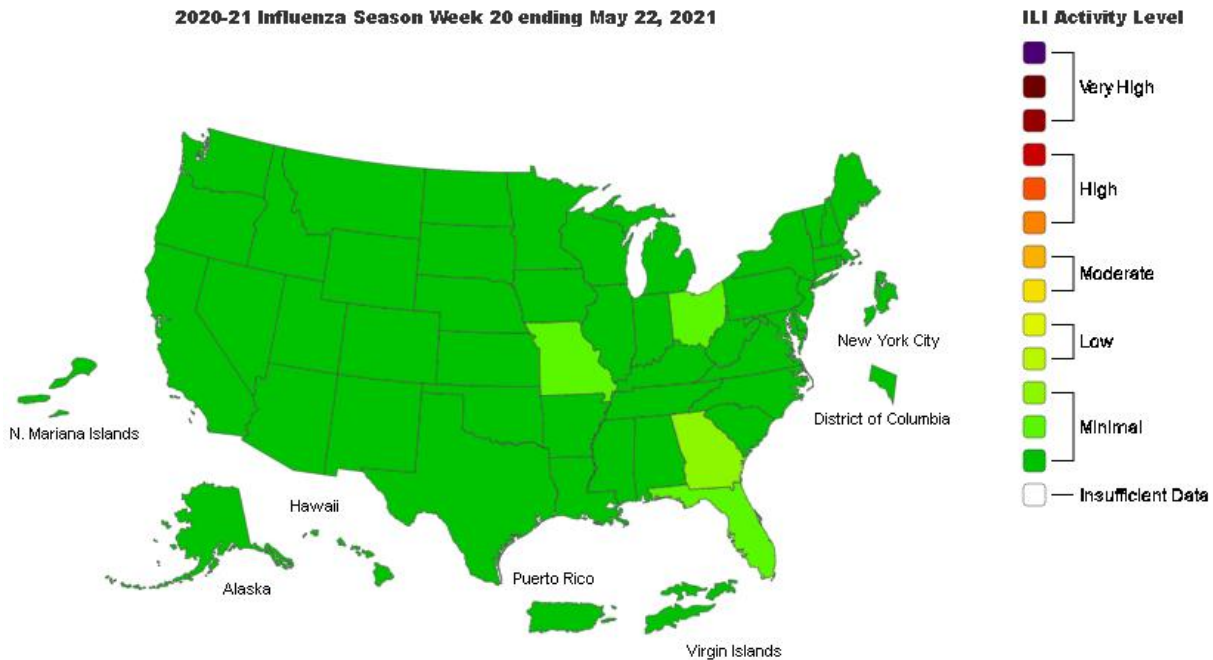 2020-21 Influenza Season Week 20 ending May 22, 2021
ILI Activity Level
Very High
High
Moderate
Low
Minimal
Insufficient Data
New York City
District of Columbia
N. Mariana Islands
Hawaii
Alaska
Puerto Rico
Virgin Islands